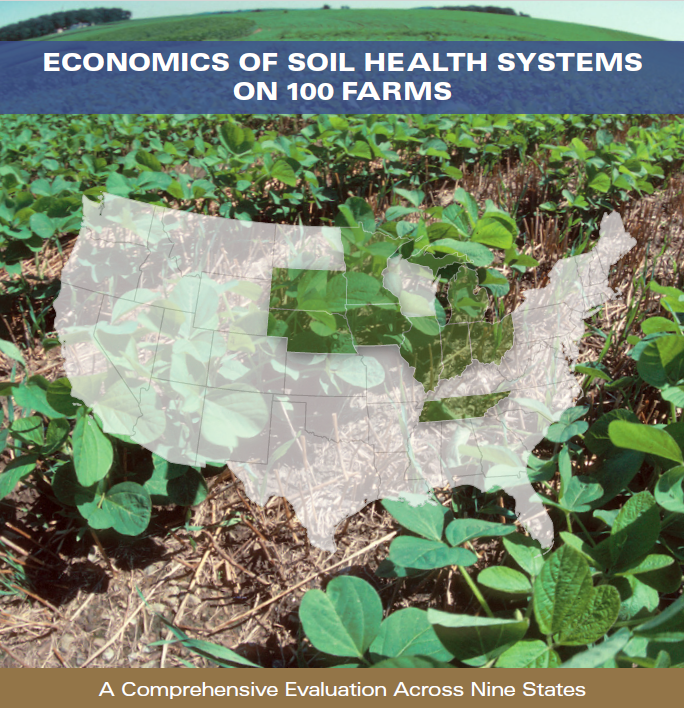 ECONOMICS OF SOIL HEALTH SYSTEMS
ON 100 FARMS
A Comprehensive Evaluation Across Nine States